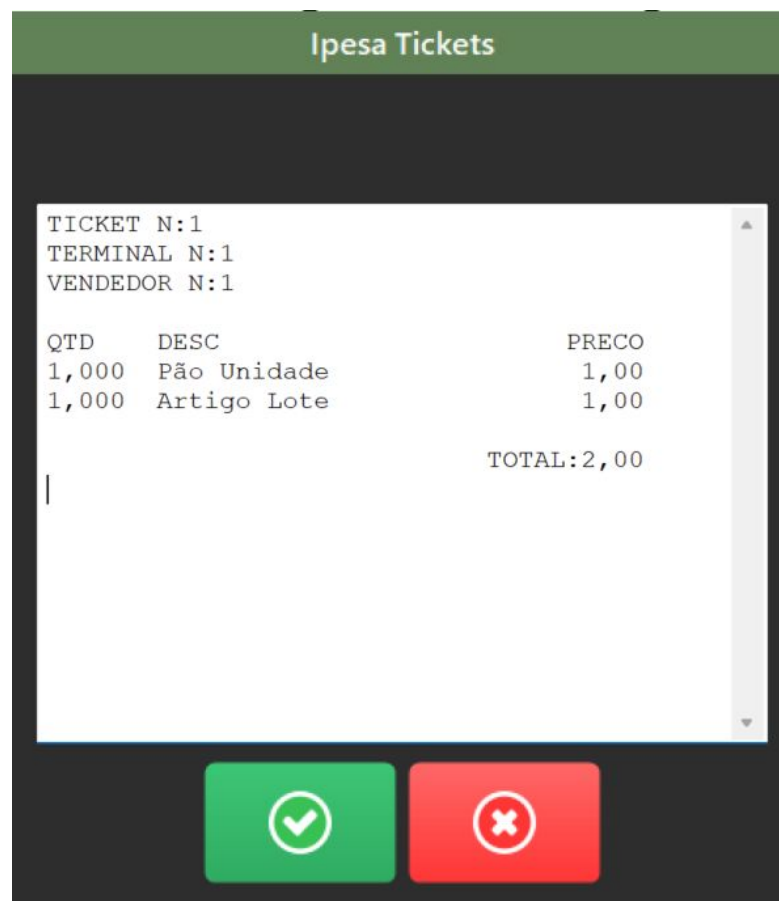 Ipesa Tickets
TICKET N:1
TERMINAL N:1
VENDEDOR N:1
QTD DESC PRECO
1,000 Pão Unidade 1,00
1,000 Artigo Lote 1,00
TOTAL:2,00